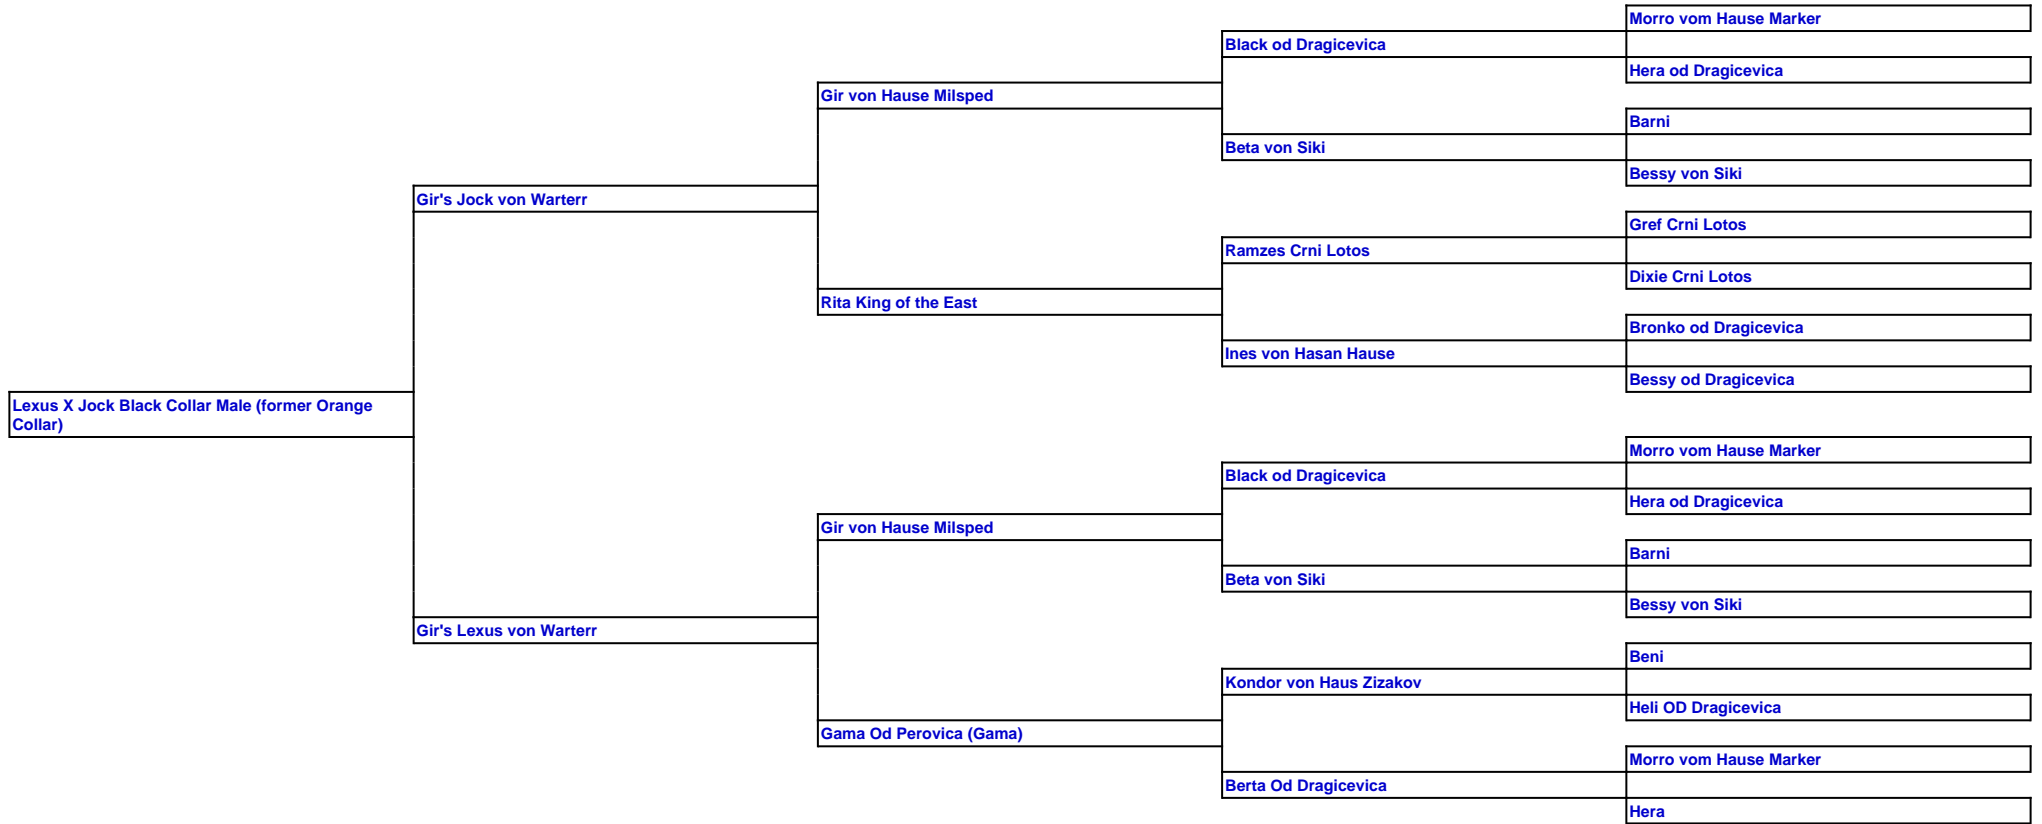 Morro vom Hause Marker
Black od Dragicevica
Hera od Dragicevica
Gir von Hause Milsped
Barni
Beta von Siki
Bessy von Siki
Gir's Jock von Warterr
Gref Crni Lotos
Ramzes Crni Lotos
Dixie Crni Lotos
Rita King of the East
Bronko od Dragicevica
Ines von Hasan Hause
Bessy od Dragicevica
Lexus X Jock Black Collar Male (former Orange
Collar)
Morro vom Hause Marker
Black od Dragicevica
Hera od Dragicevica
Gir von Hause Milsped
Barni
Beta von Siki
Bessy von Siki
Gir's Lexus von Warterr
Beni
Kondor von Haus Zizakov
Heli OD Dragicevica
Gama Od Perovica (Gama)
Morro vom Hause Marker
Berta Od Dragicevica
Hera